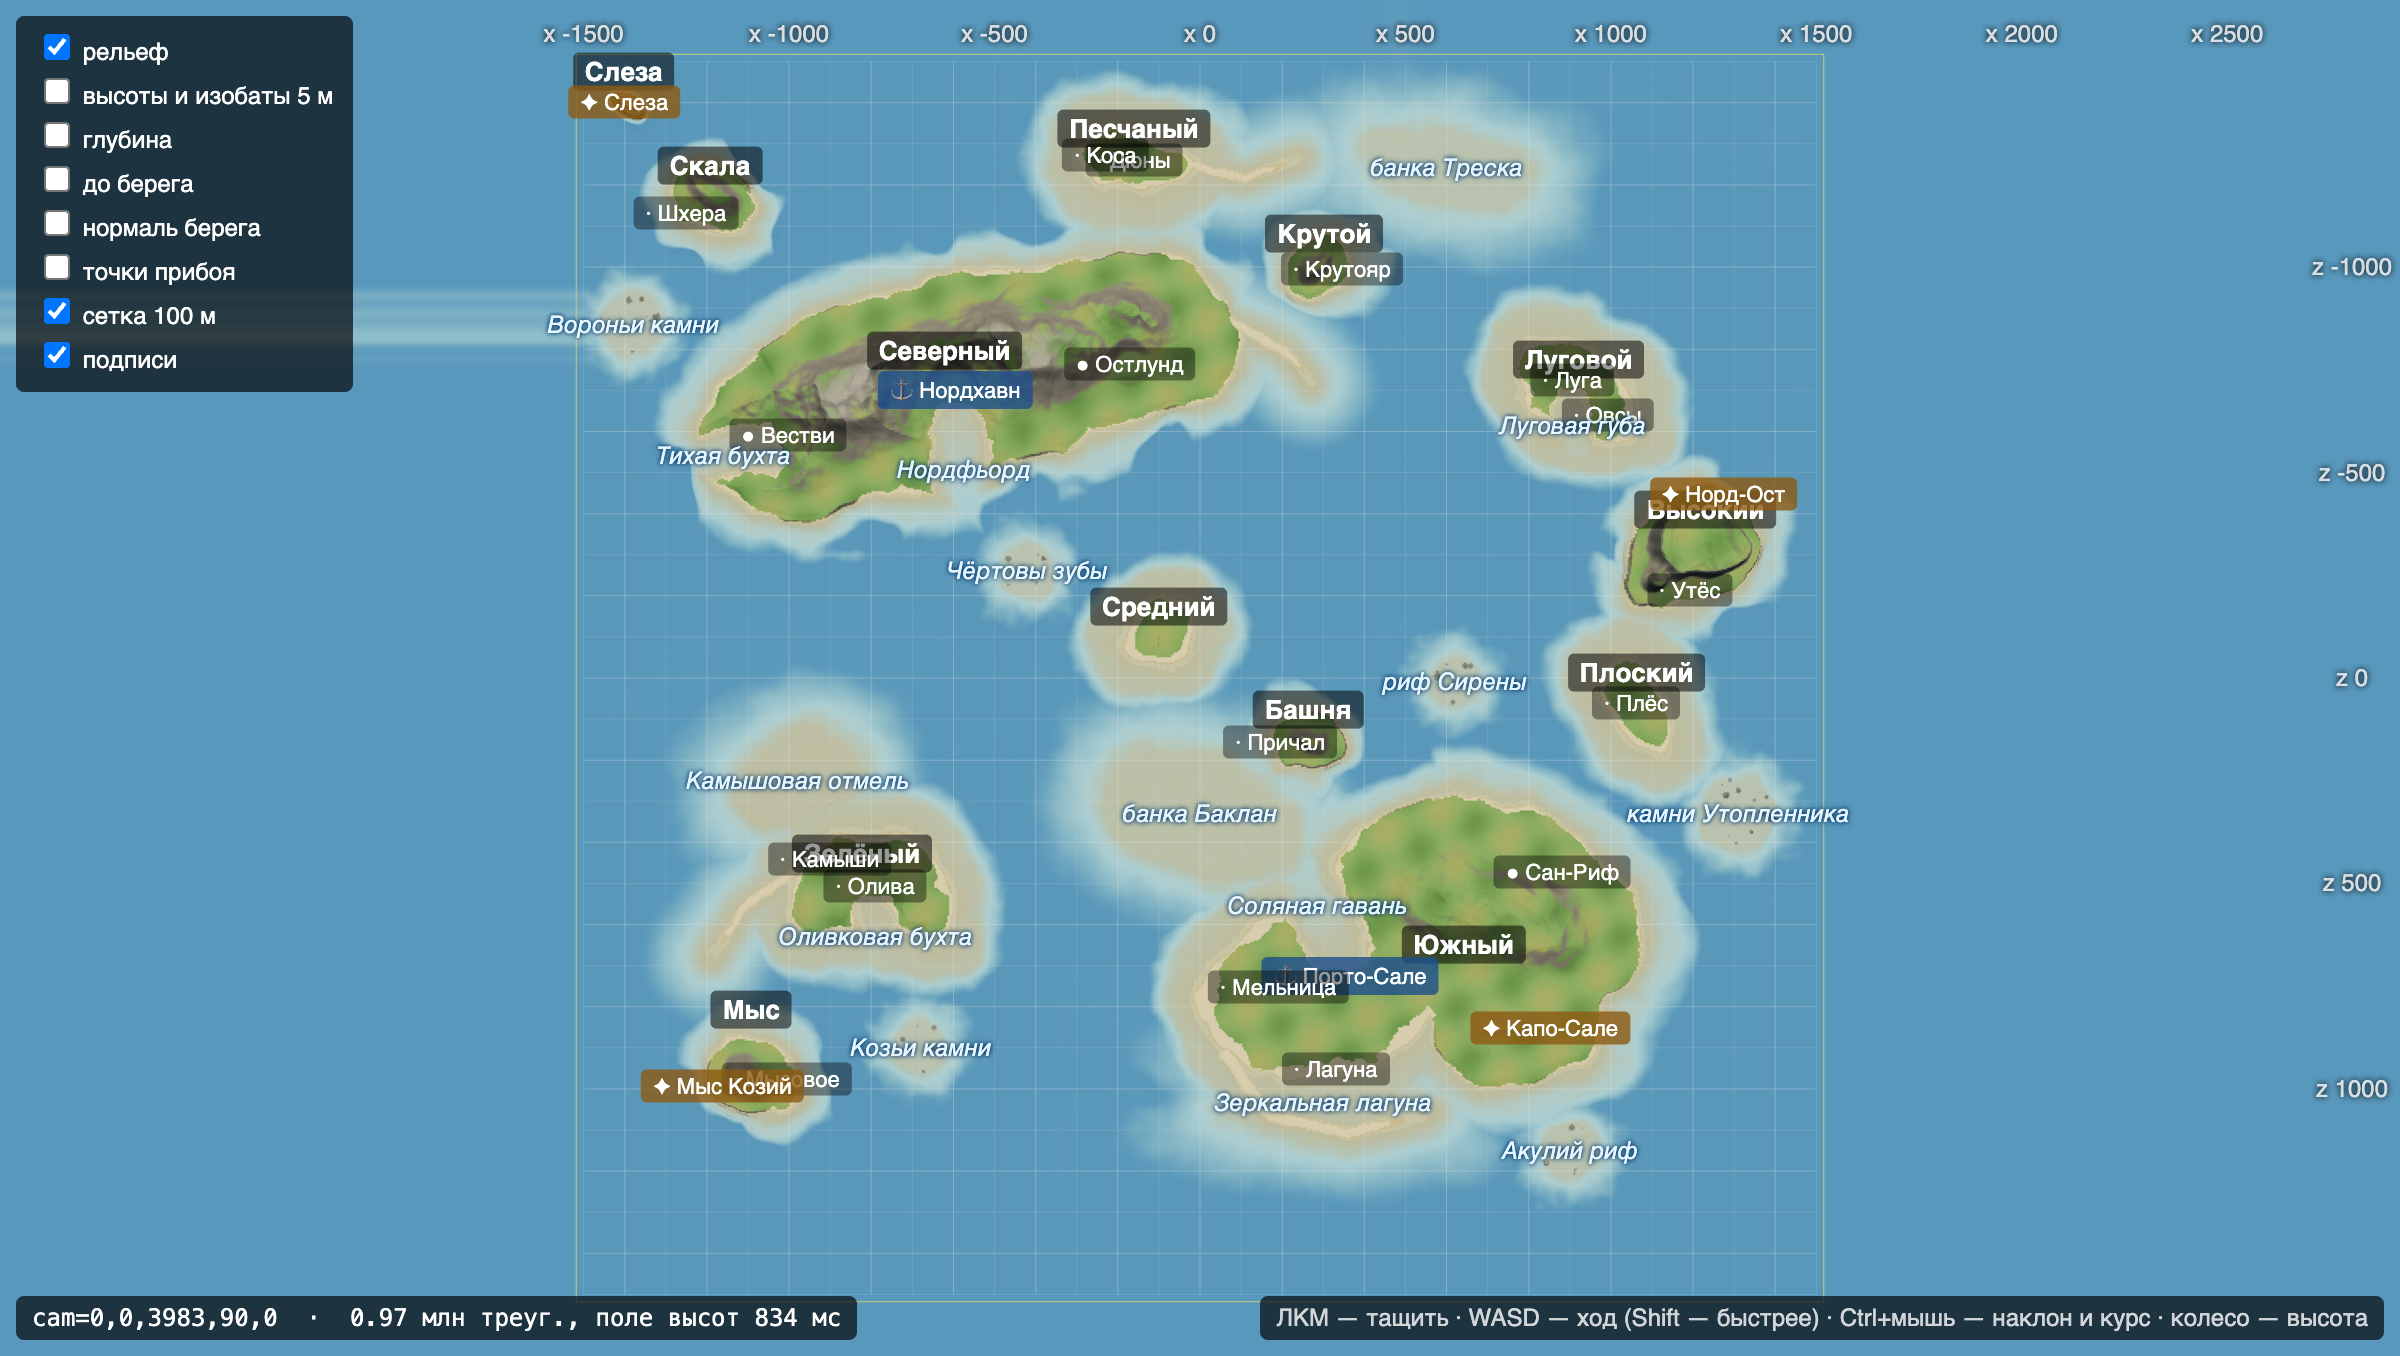 x -1500 x -1000 x -500 x 0 x 500 x 1000 x 1500 x 2000 x 2500
рельеф
высоты и изобаты 5 м
глубина
до берега
нормаль берега
точки прибоя
сетка 100 м
подписи
Слеза
✦ Слеза
Скала
· Шхера
Песчаный
· Коса
Дюны
банка Треска
Крутой
· Крутояр
z -1000
Вороньи камни
Северный
⚓ Нордхавн
● Остлунд
● Вестви
Тихая бухта
Нордфьорд
Луговой
· Луга
· Овсы
Луговая губа
z -500
✦ Норд-Ост
Высокий
· Утёс
Чёртовы зубы
Средний
риф Сирены
Плоский
· Плёс
z 0
Башня
· Причал
Камышовая отмель
банка Баклан
камни Утопленника
Зелёный
· Камыши
· Олива
● Сан-Риф
z 500
Соляная гавань
Оливковая бухта
Южный
⚓ Порто-Сале
· Мельница
Мыс
✦ Капо-Сале
Козьи камни
· Лагуна
✦ Мыс Козий
z 1000
Зеркальная лагуна
Акулий риф
cam=0,0,3983,90,0 · 0.97 млн треуг., поле высот 834 мс
ЛКМ — тащить · WASD — ход (Shift — быстрее) · Ctrl+мышь — наклон и курс · колесо — высота